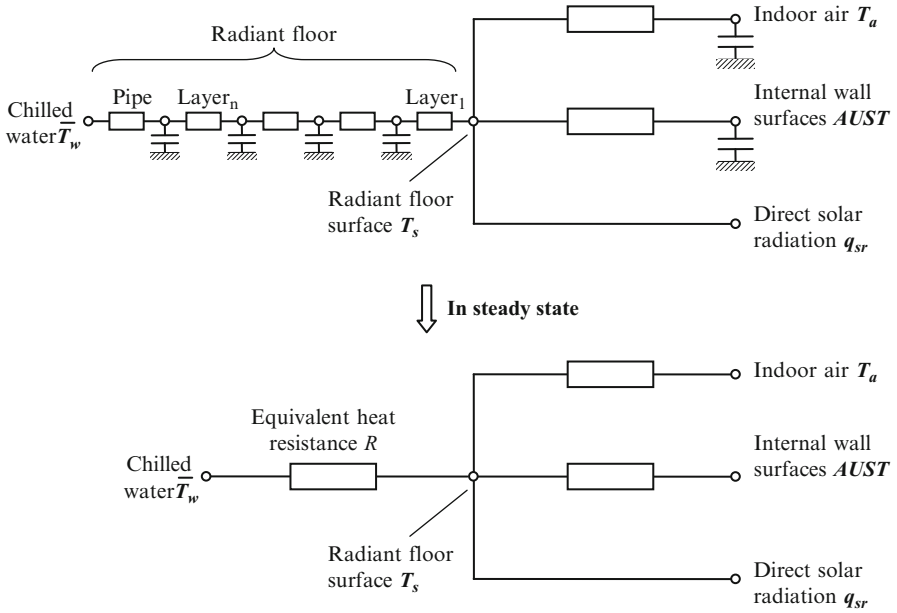 Radiant floor
Indoor air T_a
Chilled
water T̅_w
Pipe
Layer_n
Layer_1
Internal wall
surfaces AUST
Radiant floor
surface T_s
Direct solar
radiation q_sr
In steady state
Indoor air T_a
Equivalent heat
resistance R
Chilled
water T̅_w
Internal wall
surfaces AUST
Radiant floor
surface T_s
Direct solar
radiation q_sr